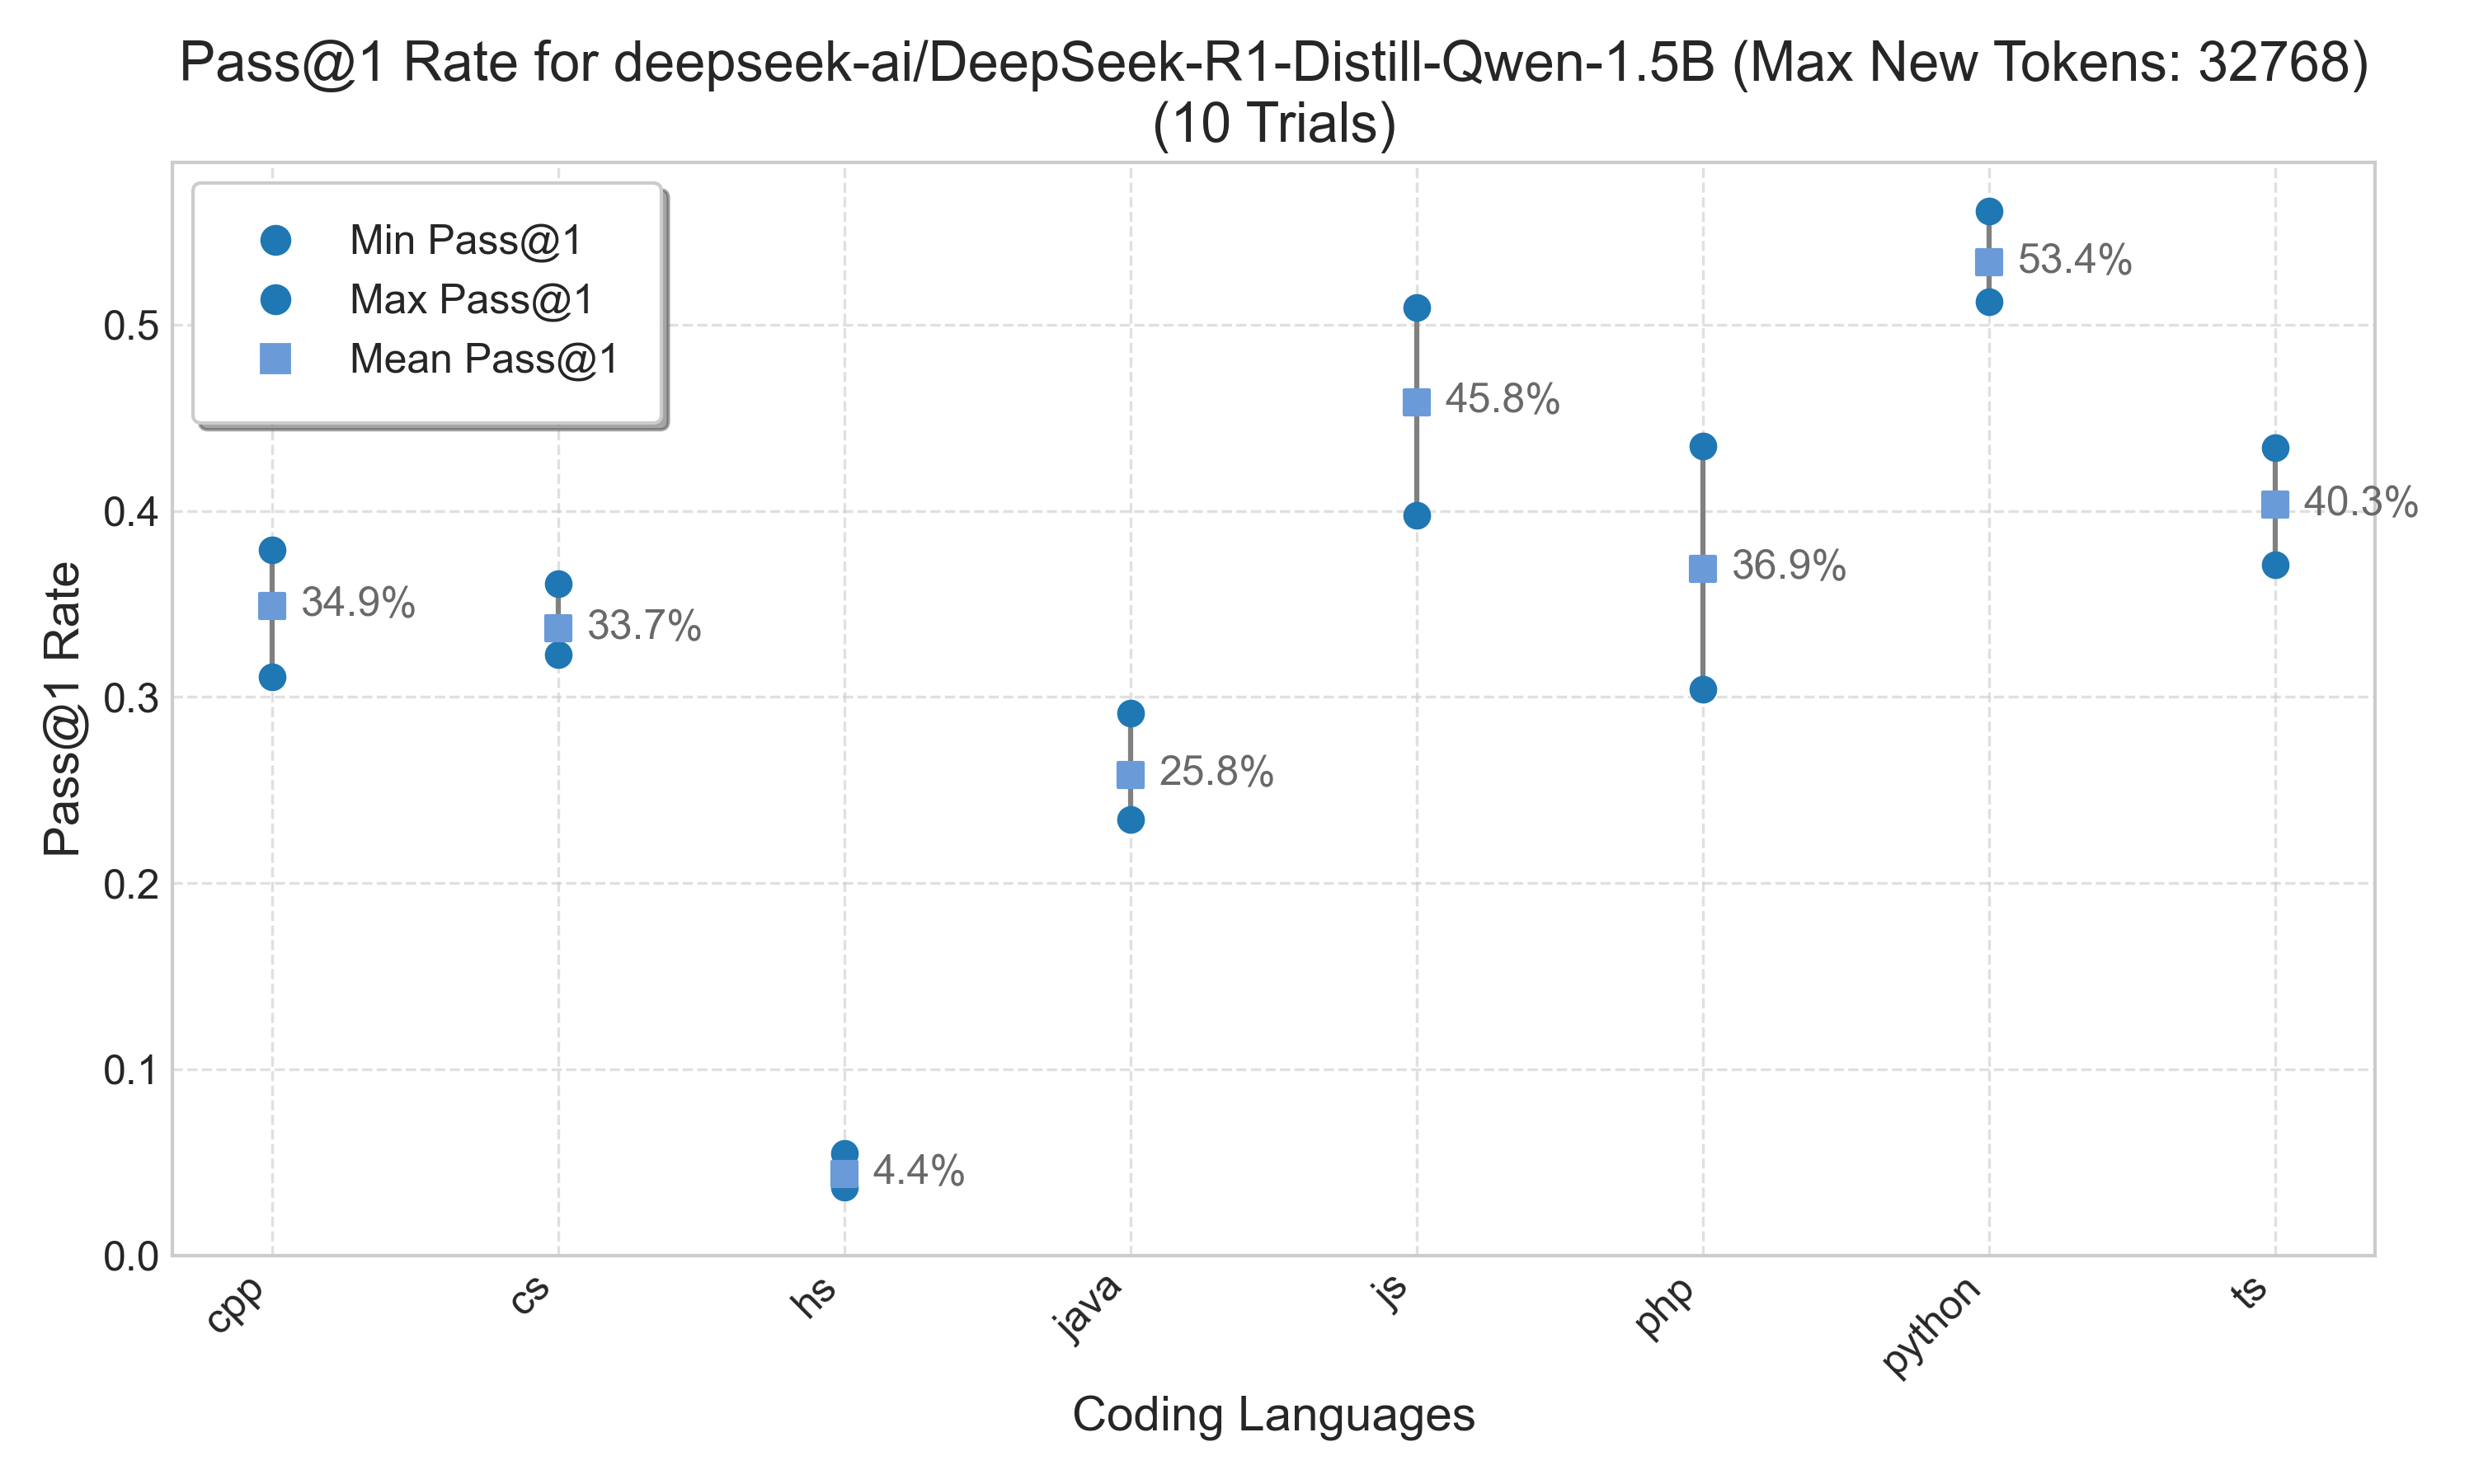 Pass@1 Rate for deepseek-ai/DeepSeek-R1-Distill-Qwen-1.5B (Max New Tokens: 32768)
(10 Trials)
Min Pass@1
Max Pass@1
Mean Pass@1
Pass@1 Rate
0.5
0.4
0.3
0.2
0.1
0.0
34.9%
33.7%
4.4%
25.8%
45.8%
36.9%
53.4%
40.3%
cpp
cs
hs
java
js
php
python
ts
Coding Languages